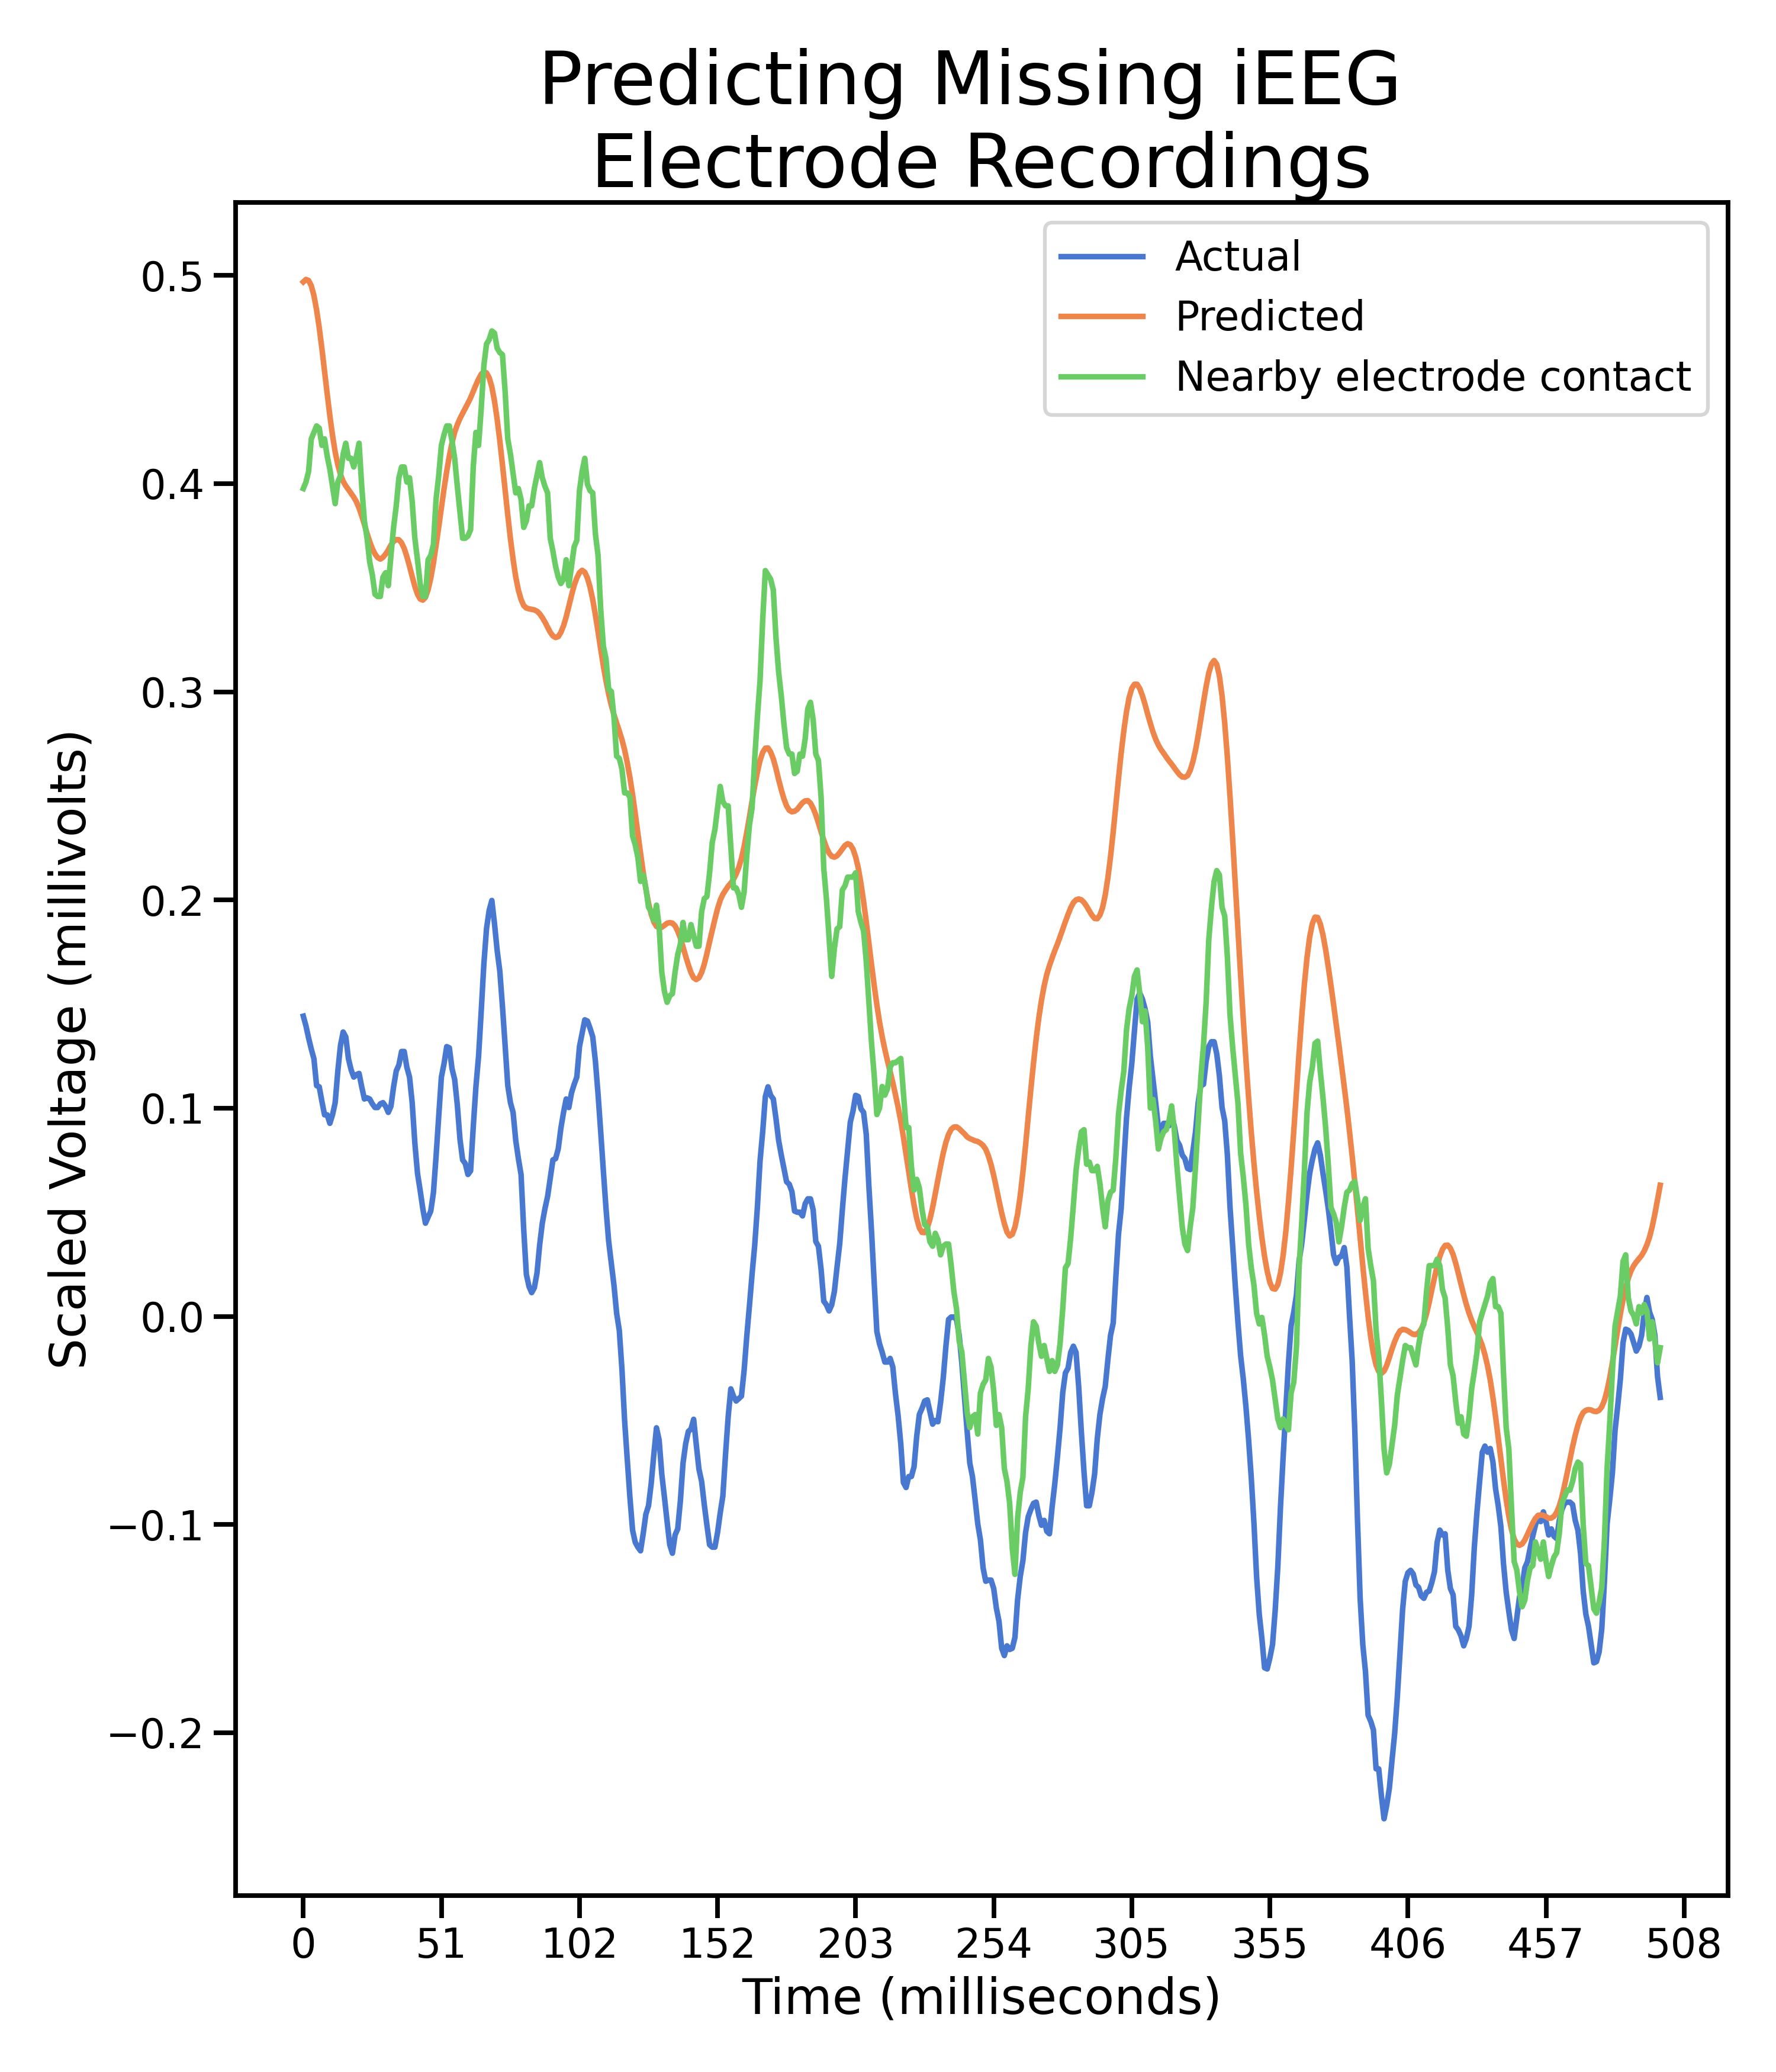 Predicting Missing iEEG
Electrode Recordings
Actual
Predicted
Nearby electrode contact
Scaled Voltage (millivolts)
0.5
0.4
0.3
0.2
0.1
0.0
−0.1
−0.2
0 51 102 152 203 254 305 355 406 457 508
Time (milliseconds)